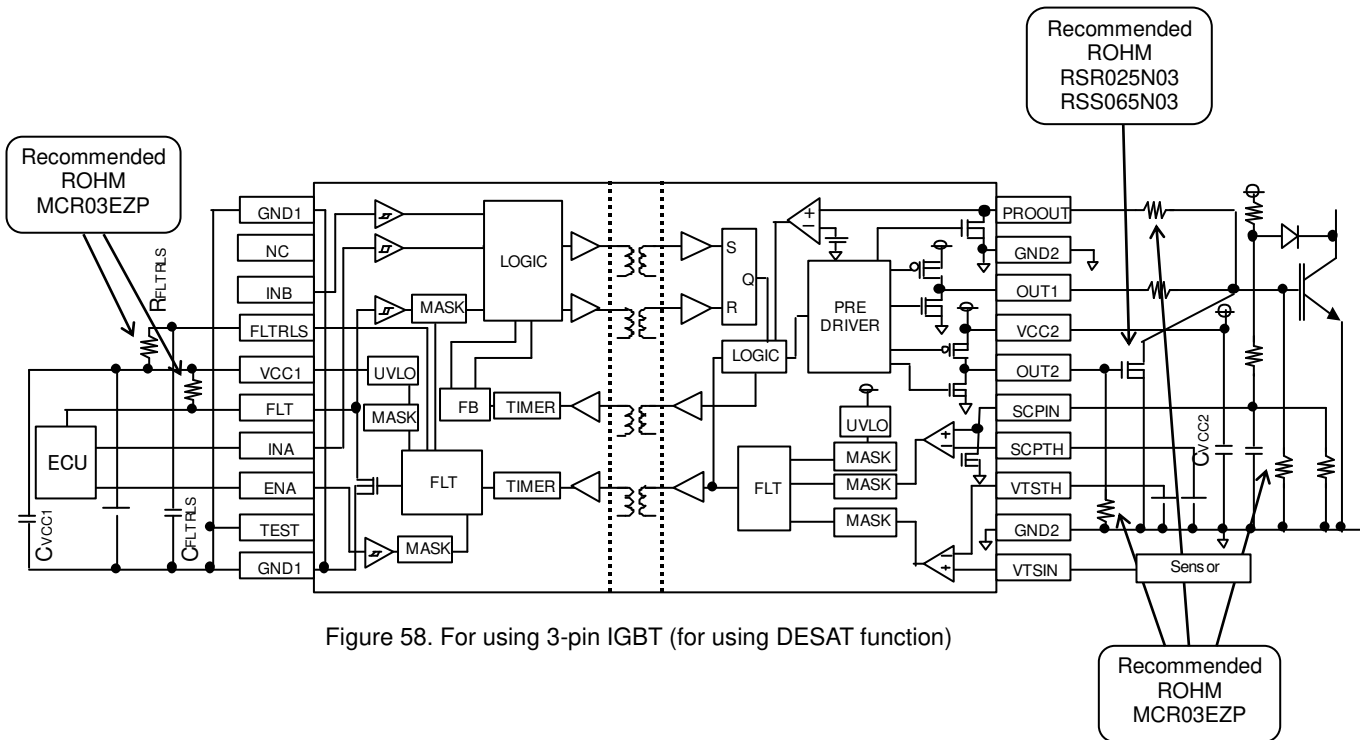 Recommended
ROHM
RSR025N03
RSS065N03
Recommended
ROHM
MCR03EZP
GND1
NC
INB
FLTRLS
VCC1
FLT
INA
ENA
TEST
GND1
RFLTRLS
ECU
CVCC1
CFLTRLS
LOGIC
MASK
UVLO
MASK
FB
TIMER
FLT
TIMER
MASK
S
R
Q
+
−
LOGIC
PRE
DRIVER
UVLO
MASK
MASK
MASK
FLT
+
−
−
+
PROOUT
GND2
OUT1
VCC2
OUT2
SCPIN
SCPTH
VTSTH
GND2
VTSIN
CVCC2
Sensor
Figure 58. For using 3-pin IGBT (for using DESAT function)
Recommended
ROHM
MCR03EZP